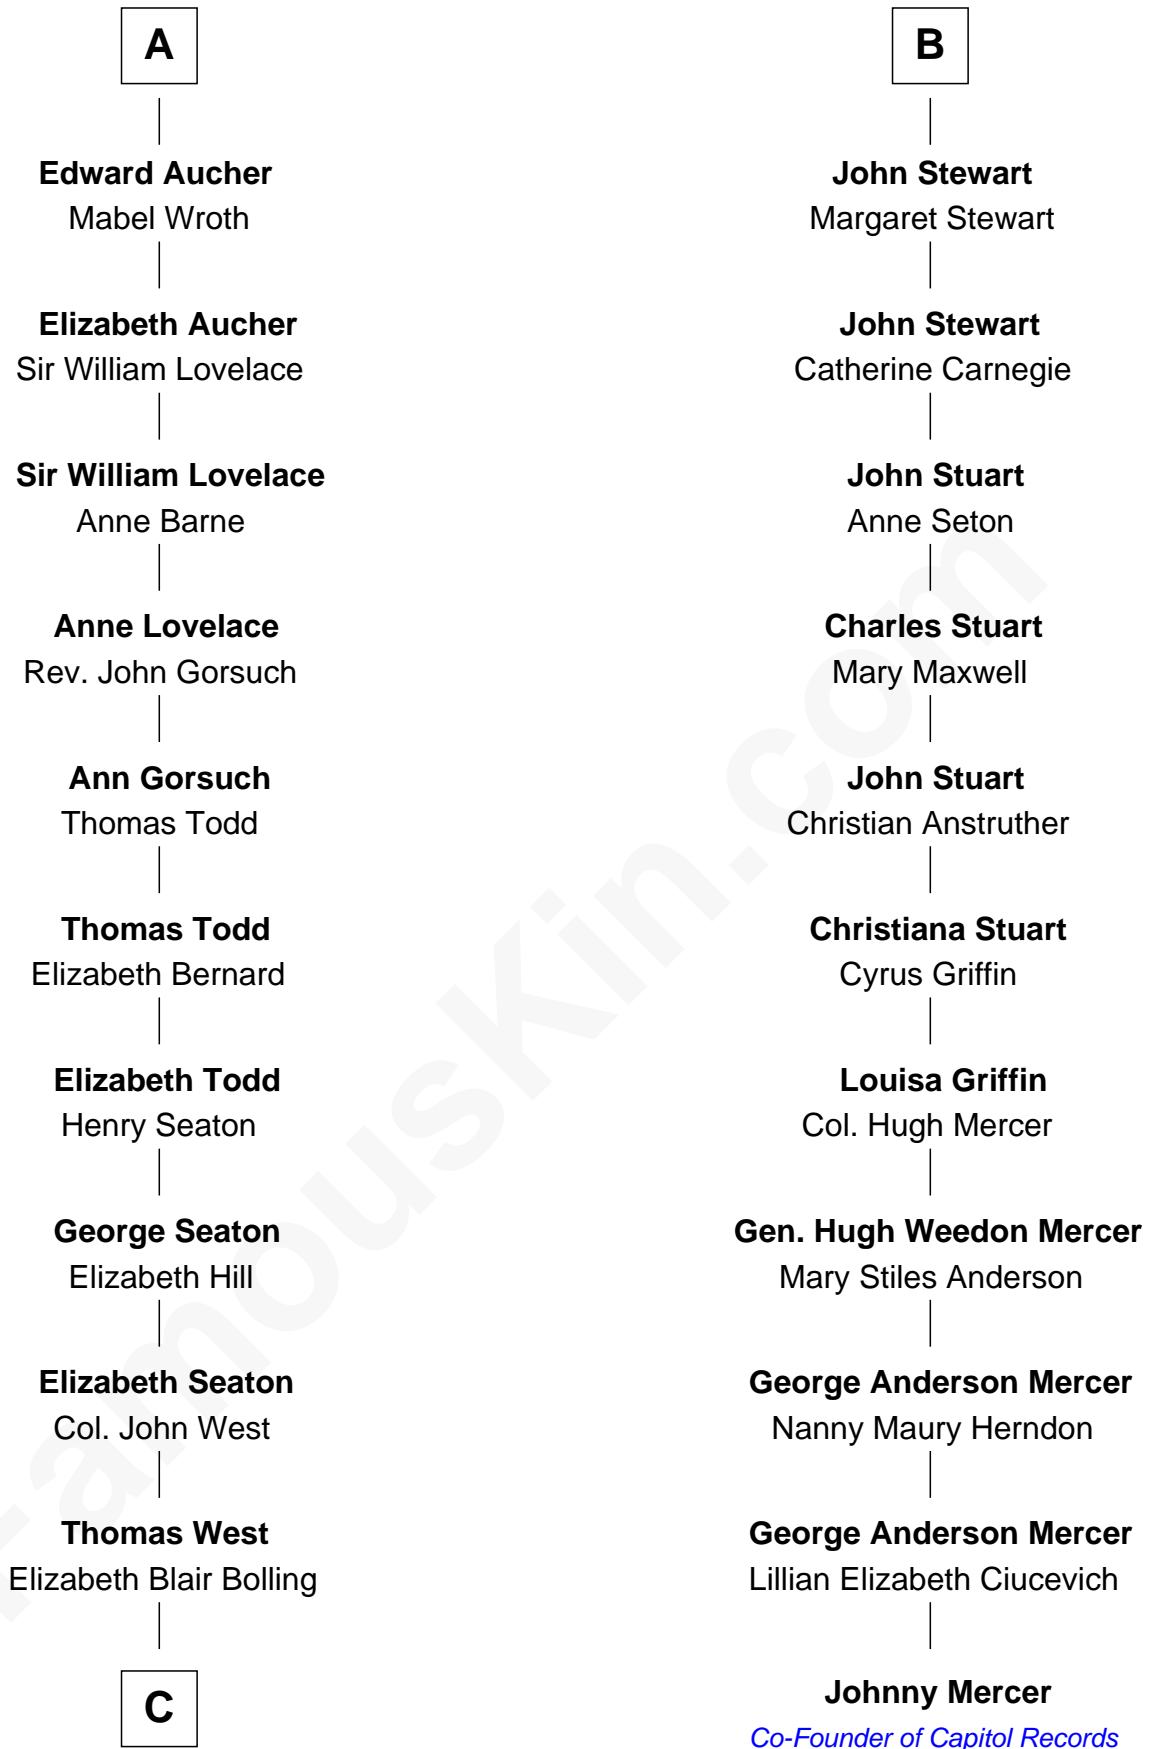 A
Edward Aucher
Mabel Wroth
Elizabeth Aucher
Sir William Lovelace
Sir William Lovelace
Anne Barne
Anne Lovelace
Rev. John Gorsuch
Ann Gorsuch
Thomas Todd
Thomas Todd
Elizabeth Bernard
Elizabeth Todd
Henry Seaton
George Seaton
Elizabeth Hill
Elizabeth Seaton
Col. John West
Thomas West
Elizabeth Blair Bolling
C
B
John Stewart
Margaret Stewart
John Stewart
Catherine Carnegie
John Stuart
Anne Seton
Charles Stuart
Mary Maxwell
John Stuart
Christian Anstruther
Christiana Stuart
Cyrus Griffin
Louisa Griffin
Col. Hugh Mercer
Gen. Hugh Weedon Mercer
Mary Stiles Anderson
George Anderson Mercer
Nanny Maury Herndon
George Anderson Mercer
Lillian Elizabeth Ciucevich
Johnny Mercer
Co-Founder of Capitol Records
FamousKin.com